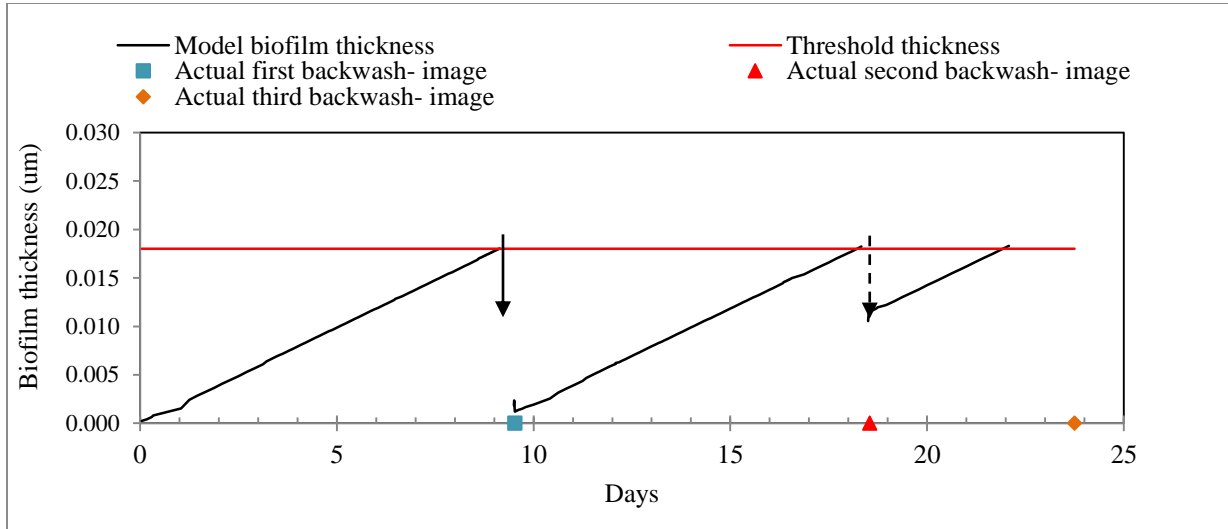 Model biofilm thickness
Threshold thickness
Actual first backwash- image
Actual second backwash- image
Actual third backwash- image
0.030
0.025
0.020
0.015
0.010
0.005
0.000
Biofilm thickness (um)
0 5 10 15 20 25
Days